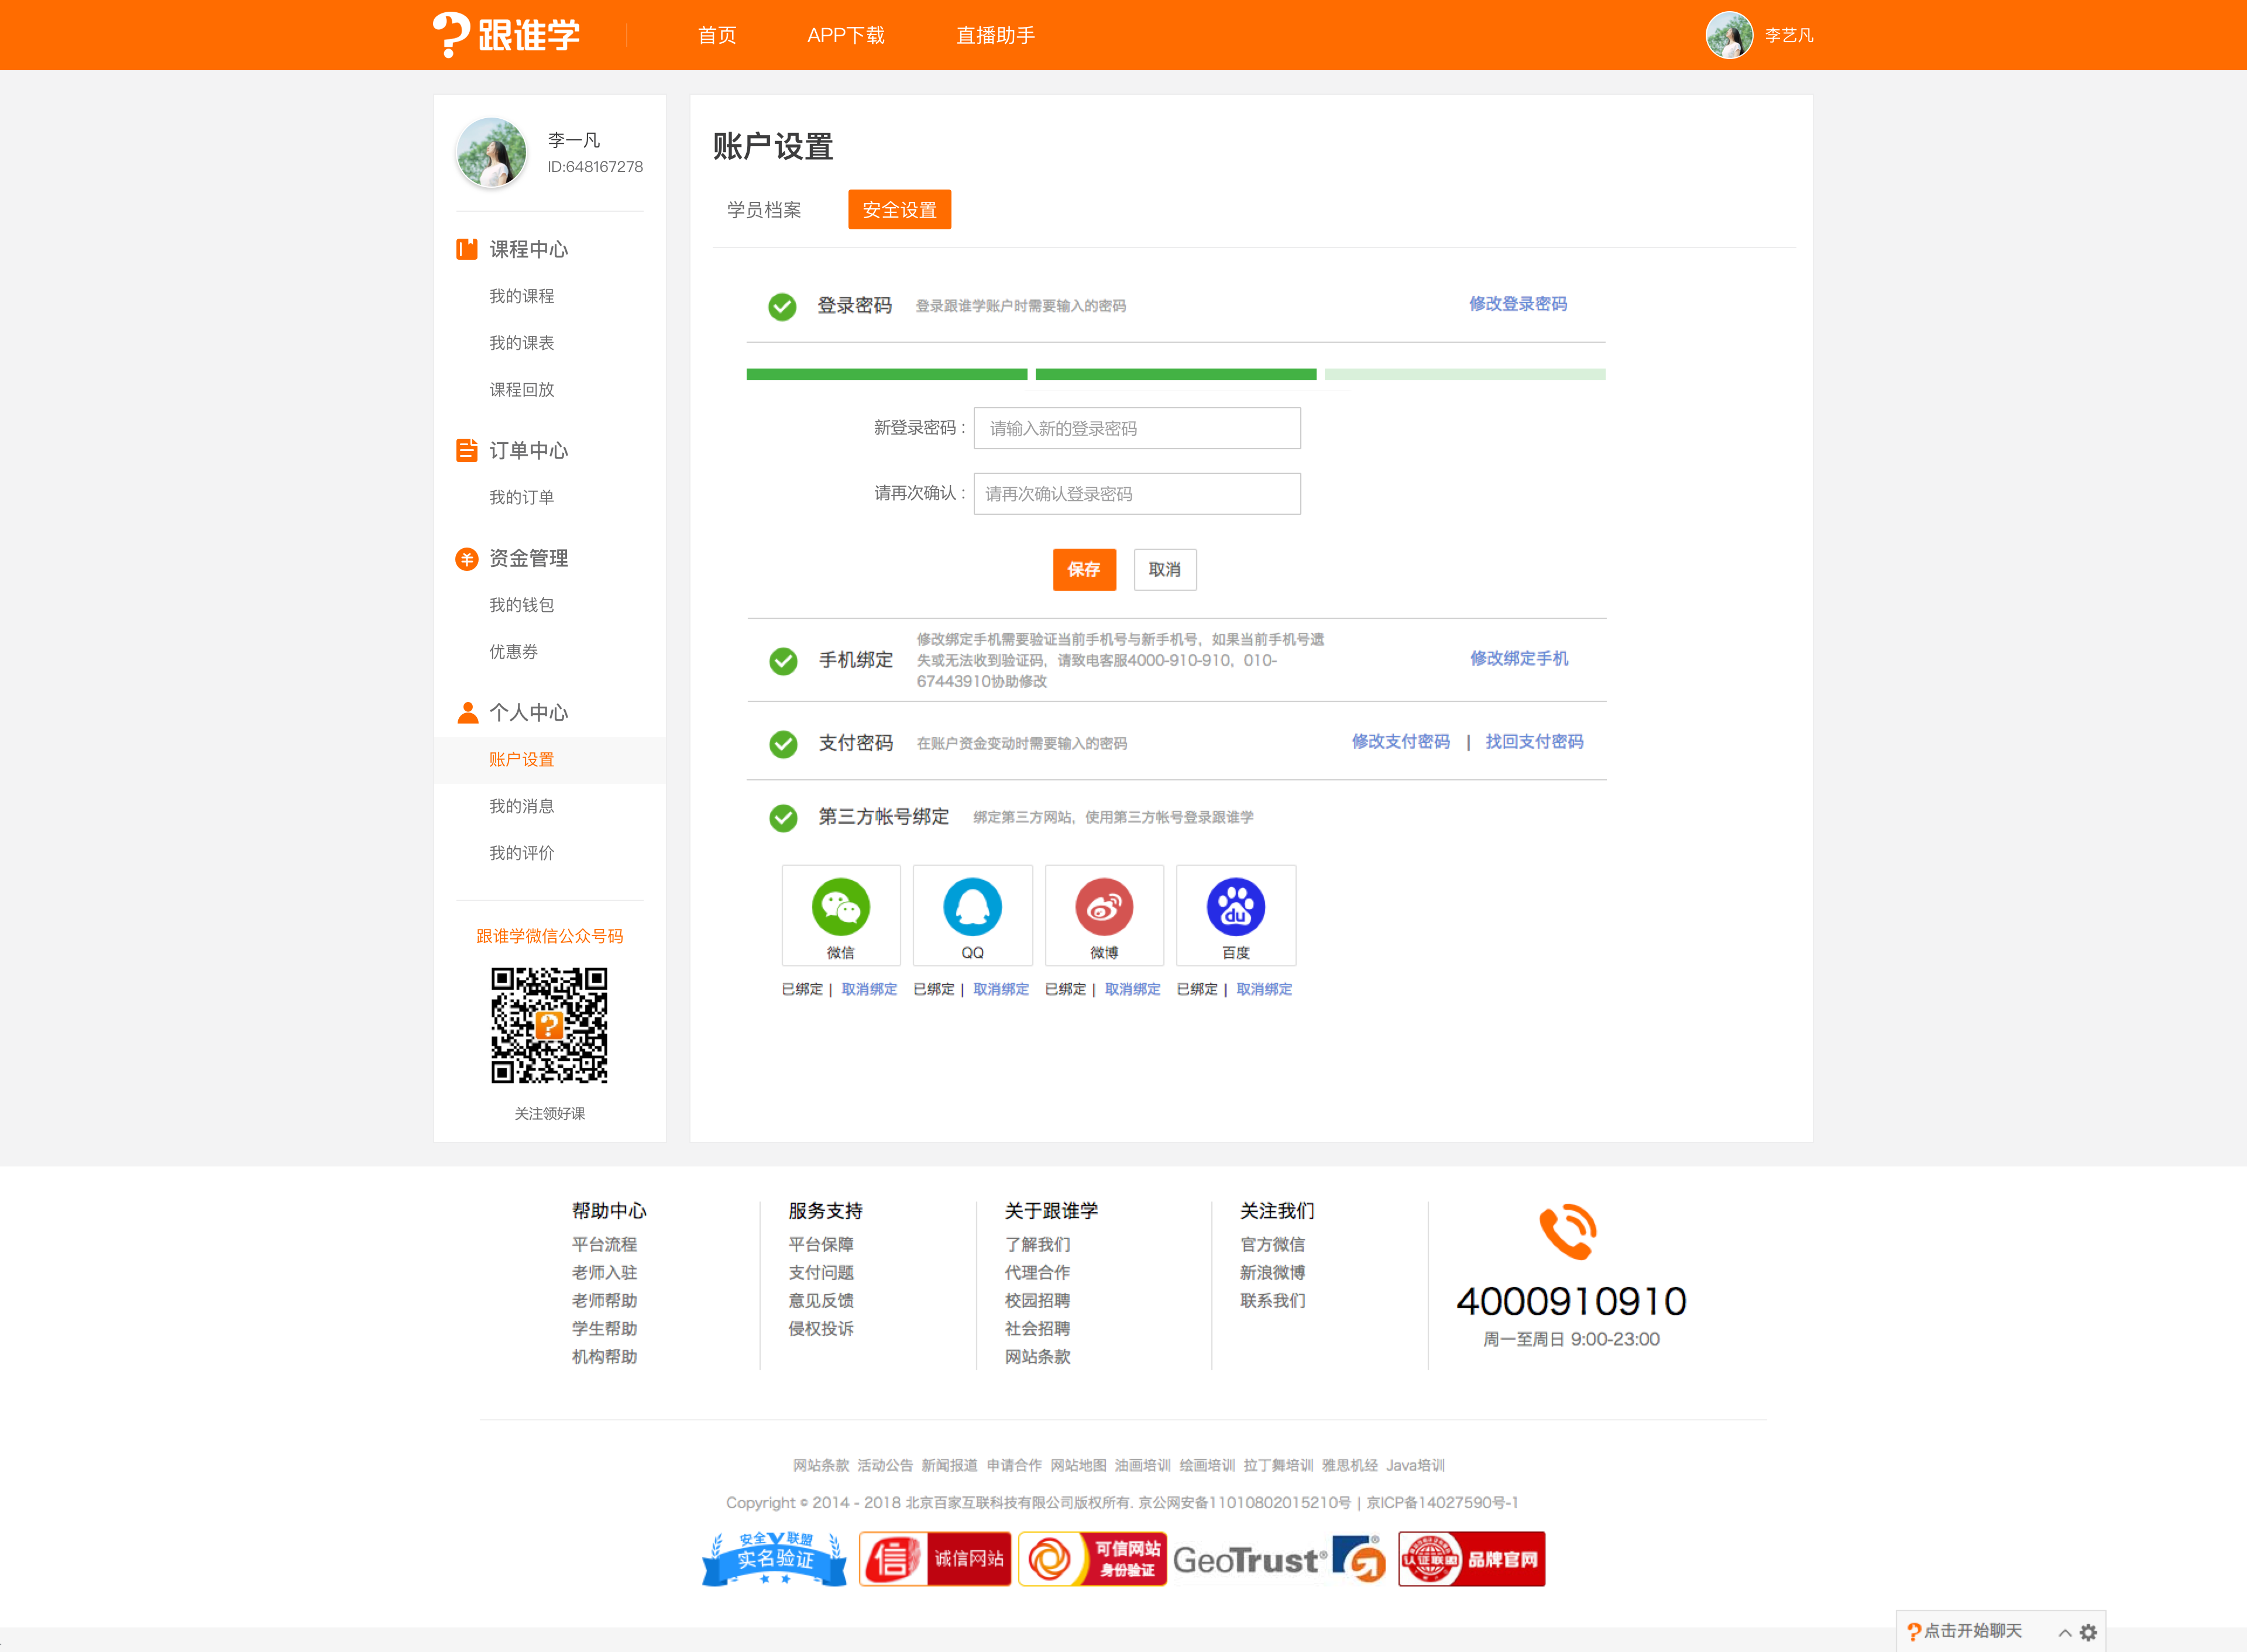 跟谁学
首页
APP下载
直播助手
李艺凡
李一凡
ID:648167278
课程中心
我的课程
我的课表
课程回放
订单中心
我的订单
资金管理
我的钱包
优惠券
个人中心
账户设置
我的消息
我的评价
跟谁学微信公众号码
关注领好课
账户设置
学员档案
安全设置
登录密码
登录跟谁学账户时需要输入的密码
修改登录密码
新登录密码：
请输入新的登录密码
请再次确认：
请再次确认登录密码
保存
取消
手机绑定
修改绑定手机需要验证当前手机号与新手机号，如果当前手机号遗
失或无法收到验证码，请致电客服4000-910-910，010-
67443910协助修改
修改绑定手机
支付密码
在账户资金变动时需要输入的密码
修改支付密码 | 找回支付密码
第三方帐号绑定
绑定第三方网站，使用第三方帐号登录跟谁学
微信
QQ
微博
du
百度
已绑定 | 取消绑定
已绑定 | 取消绑定
已绑定 | 取消绑定
已绑定 | 取消绑定
帮助中心
平台流程
老师入驻
老师帮助
学生帮助
机构帮助
服务支持
平台保障
支付问题
意见反馈
侵权投诉
关于跟谁学
了解我们
代理合作
校园招聘
社会招聘
网站条款
关注我们
官方微信
新浪微博
联系我们
4000910910
周一至周日 9:00-23:00
网站条款 活动公告 新闻报道 申请合作 网站地图 油画培训 绘画培训 拉丁舞培训 雅思机经 Java培训
Copyright © 2014 - 2018 北京百家互联科技有限公司版权所有. 京公网安备11010802015210号 | 京ICP备14027590号-1
安全联盟
实名验证
信
诚信网站
可信网站
身份验证
GeoTrust®
认证联盟
品牌官网
点击开始聊天